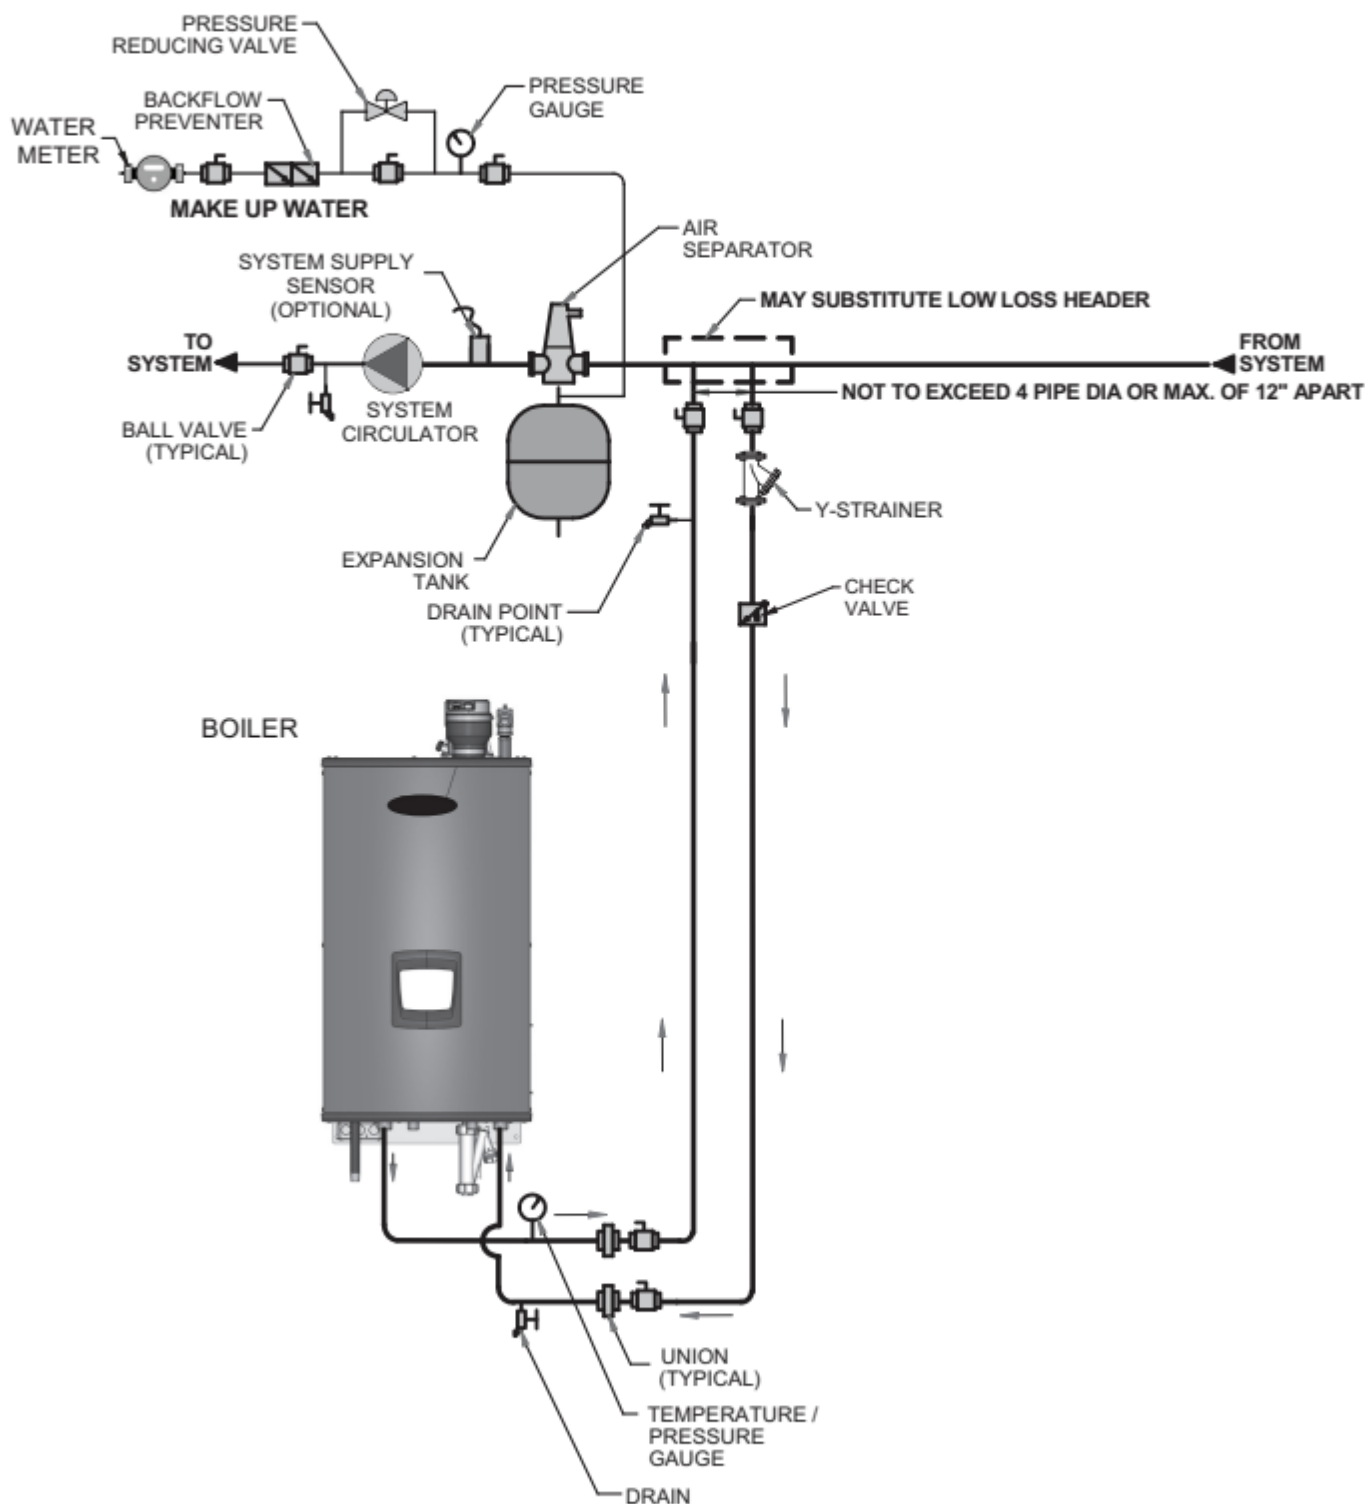 PRESSURE
REDUCING VALVE
PRESSURE
GAUGE
BACKFLOW
PREVENTER
WATER
METER
MAKE UP WATER
AIR
SEPARATOR
SYSTEM SUPPLY
SENSOR
(OPTIONAL)
MAY SUBSTITUTE LOW LOSS HEADER
TO
SYSTEM
FROM
SYSTEM
NOT TO EXCEED 4 PIPE DIA OR MAX. OF 12" APART
SYSTEM
CIRCULATOR
BALL VALVE
(TYPICAL)
Y-STRAINER
EXPANSION
TANK
CHECK
VALVE
DRAIN POINT
(TYPICAL)
BOILER
UNION
(TYPICAL)
TEMPERATURE /
PRESSURE
GAUGE
DRAIN